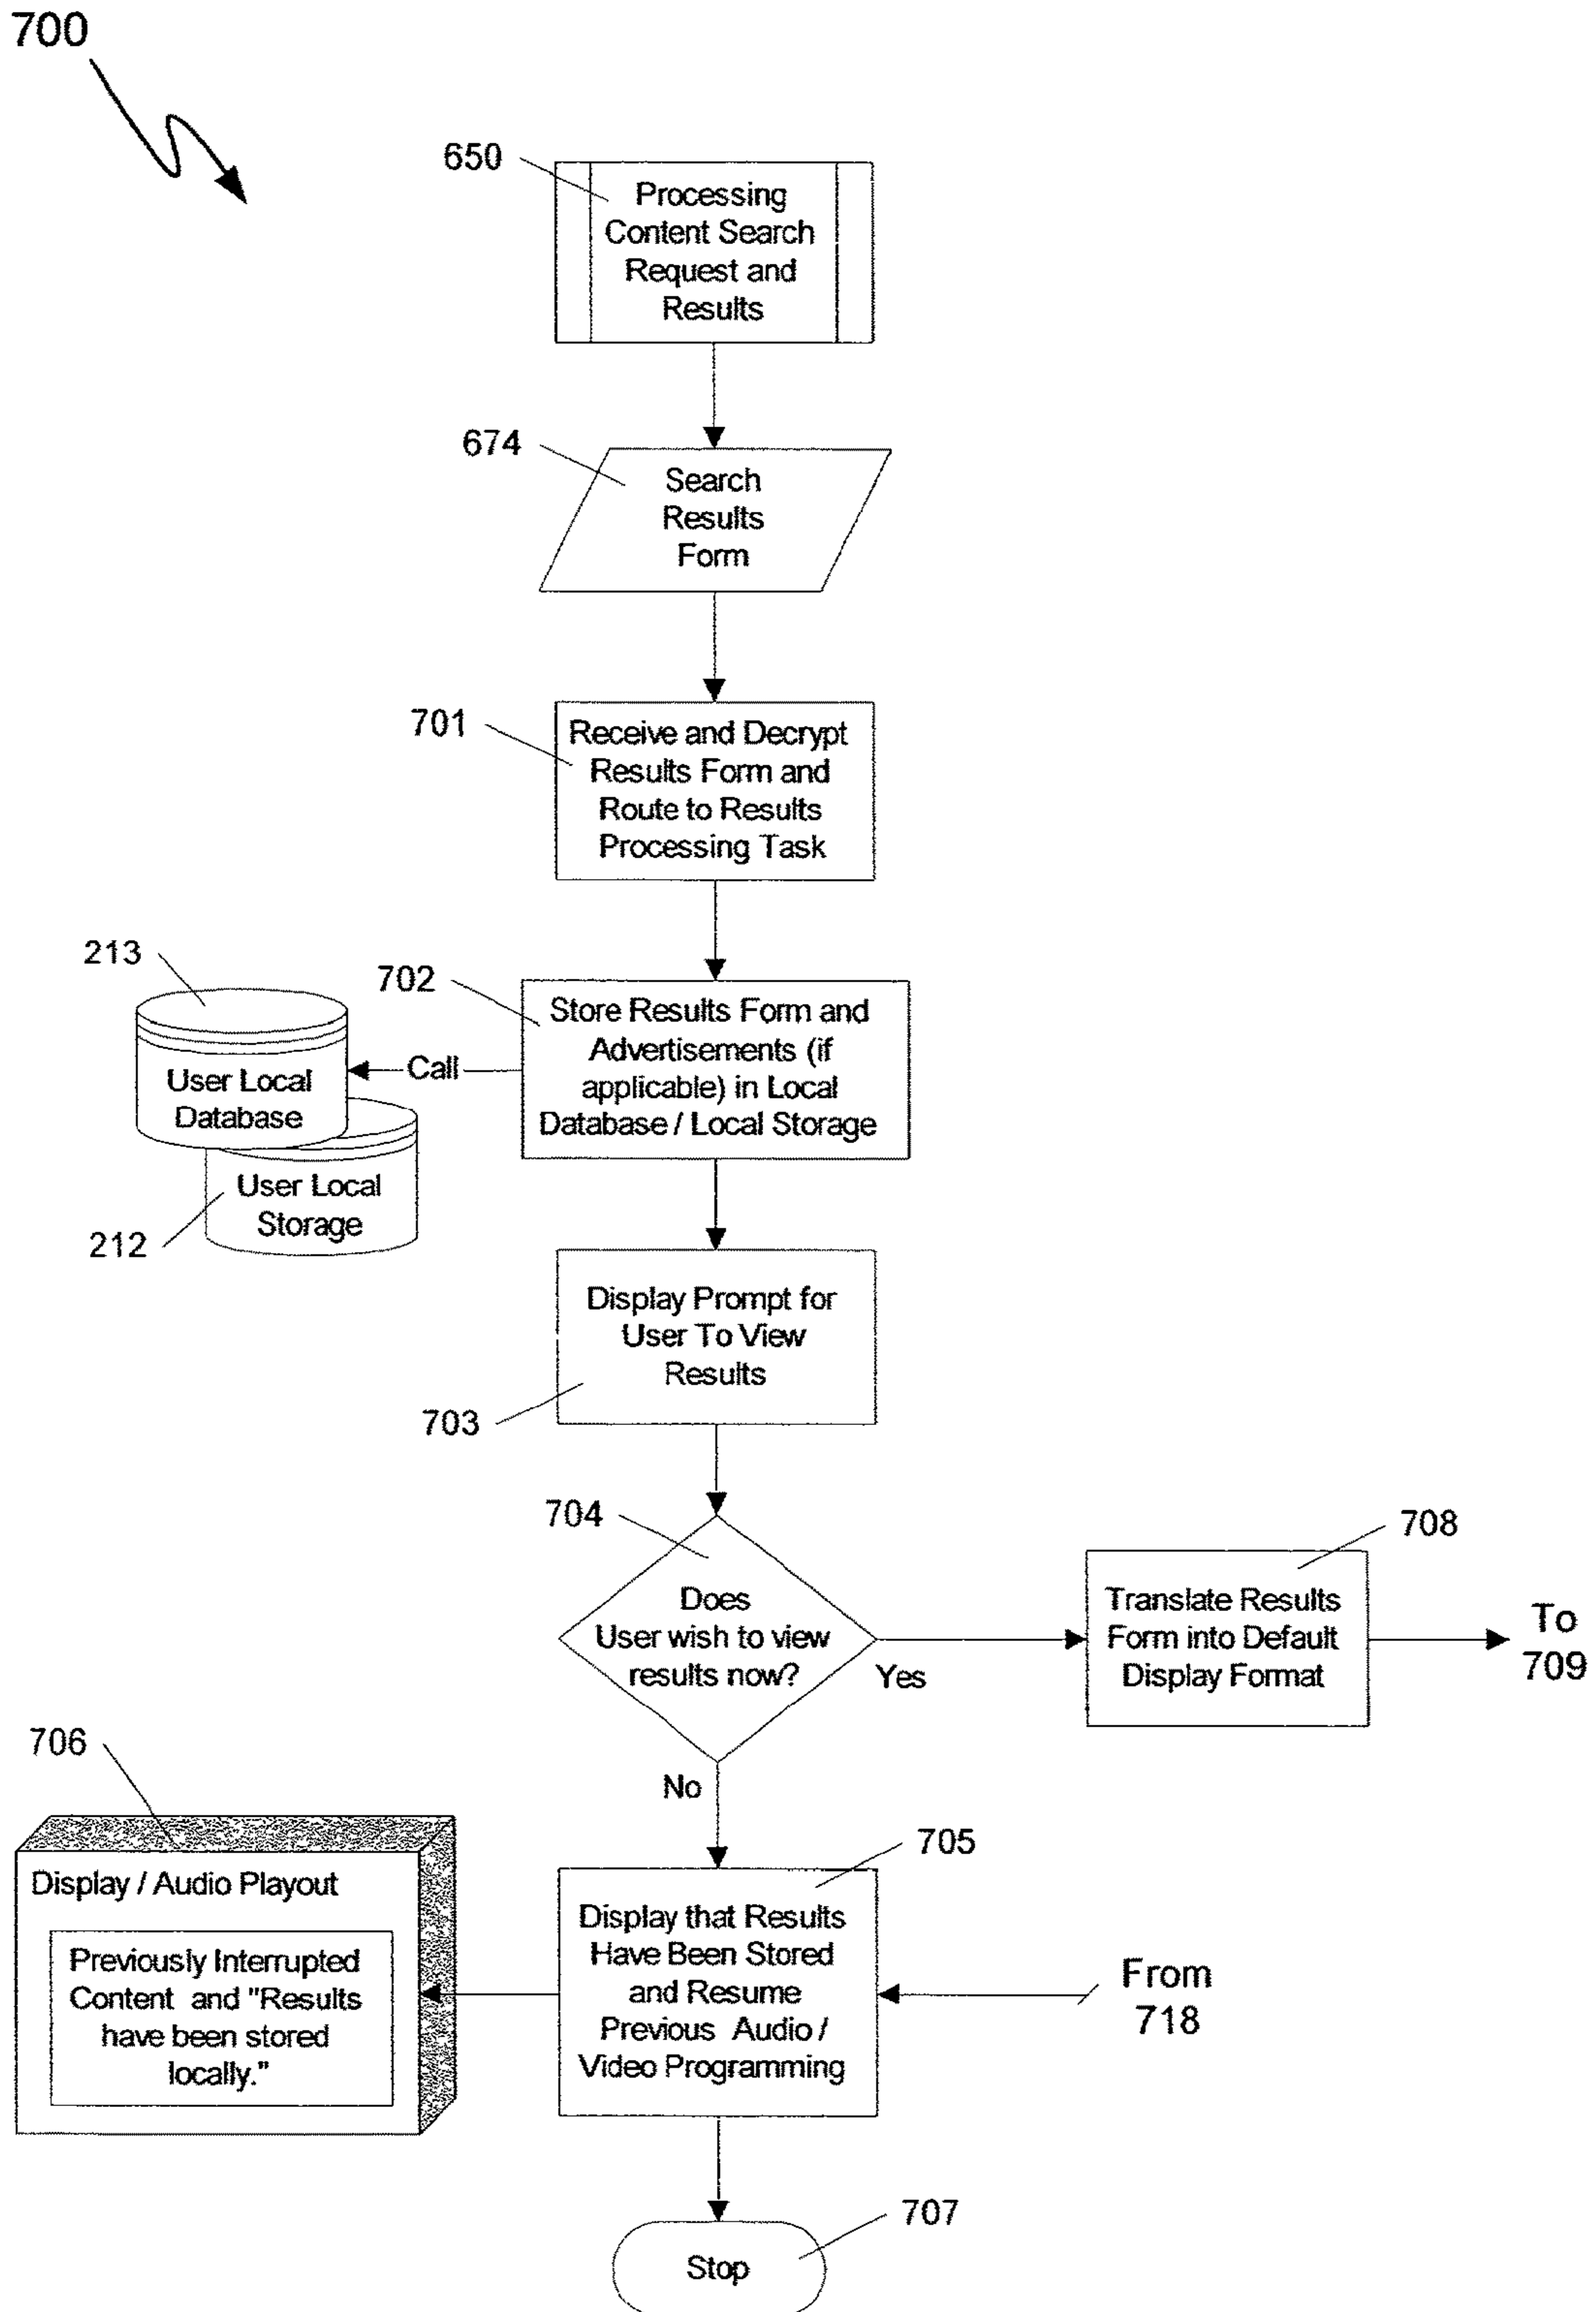 700
650
Processing
Content Search
Request and
Results
674
Search
Results
Form
701
Receive and Decrypt
Results Form and
Route to Results
Processing Task
213
702
Store Results Form and
Advertisements (if
applicable) in Local
Database / Local Storage
Call
User Local
Database
User Local
Storage
212
Display Prompt for
User To View
Results
703
704
Does
User wish to view
results now?
Yes
708
Translate Results
Form into Default
Display Format
To
709
No
706
Display / Audio Playout
Previously Interrupted
Content and "Results
have been stored
locally."
705
Display that Results
Have Been Stored
and Resume
Previous Audio /
Video Programming
From
718
707
Stop